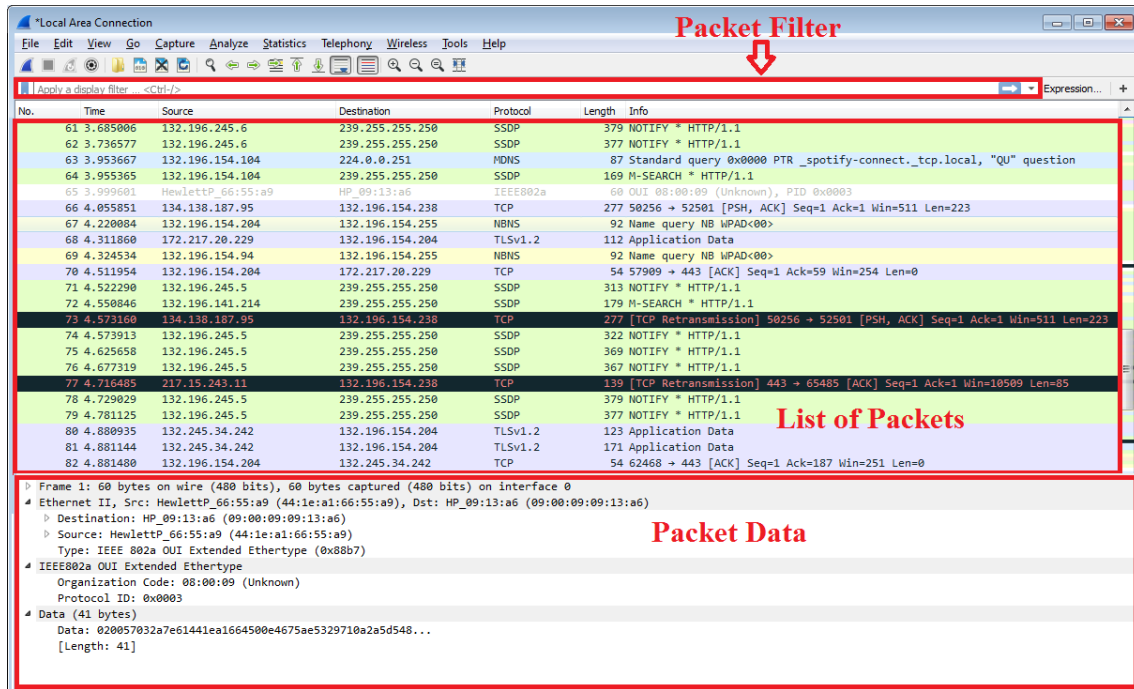 *Local Area Connection
Packet Filter
File Edit View Go Capture Analyze Statistics Telephony Wireless Tools Help
Apply a display filter ... <Ctrl-/> Expression... +
No. Time Source Destination Protocol Length Info
61 3.685006 132.196.245.6 239.255.255.250 SSDP 379 NOTIFY * HTTP/1.1
62 3.736577 132.196.245.6 239.255.255.250 SSDP 377 NOTIFY * HTTP/1.1
63 3.953667 132.196.154.104 224.0.0.251 MDNS 87 Standard query 0x0000 PTR _spotify-connect._tcp.local, "QU" question
64 3.955365 132.196.154.104 239.255.255.250 SSDP 169 M-SEARCH * HTTP/1.1
65 3.999601 HewlettP_66:55:a9 HP_09:13:a6 IEEE802a 60 OUI 08:00:09 (Unknown), PID 0x0003
66 4.055851 134.138.187.95 132.196.154.238 TCP 277 50256 → 52501 [PSH, ACK] Seq=1 Ack=1 Win=511 Len=223
67 4.220084 132.196.154.204 132.196.154.255 NBNS 92 Name query NB WPAD<00>
68 4.311860 172.217.20.229 132.196.154.204 TLSv1.2 112 Application Data
69 4.324534 132.196.154.94 132.196.154.255 NBNS 92 Name query NB WPAD<00>
70 4.511954 132.196.154.204 172.217.20.229 TCP 54 57909 → 443 [ACK] Seq=1 Ack=59 Win=254 Len=0
71 4.522290 132.196.245.5 239.255.255.250 SSDP 313 NOTIFY * HTTP/1.1
72 4.550846 132.196.141.214 239.255.255.250 SSDP 179 M-SEARCH * HTTP/1.1
73 4.573160 134.138.187.95 132.196.154.238 TCP 277 [TCP Retransmission] 50256 → 52501 [PSH, ACK] Seq=1 Ack=1 Win=511 Len=223
74 4.573913 132.196.245.5 239.255.255.250 SSDP 322 NOTIFY * HTTP/1.1
75 4.625658 132.196.245.5 239.255.255.250 SSDP 369 NOTIFY * HTTP/1.1
76 4.677319 132.196.245.5 239.255.255.250 SSDP 367 NOTIFY * HTTP/1.1
77 4.716485 217.15.243.11 132.196.154.238 TCP 139 [TCP Retransmission] 443 → 65485 [ACK] Seq=1 Ack=1 Win=10509 Len=85
78 4.729029 132.196.245.5 239.255.255.250 SSDP 379 NOTIFY * HTTP/1.1
79 4.781125 132.196.245.5 239.255.255.250 SSDP 377 NOTIFY * HTTP/1.1
List of Packets
80 4.880935 132.245.34.242 132.196.154.204 TLSv1.2 123 Application Data
81 4.881144 132.245.34.242 132.196.154.204 TLSv1.2 171 Application Data
82 4.881480 132.196.154.204 132.245.34.242 TCP 54 62468 → 443 [ACK] Seq=1 Ack=187 Win=251 Len=0
Frame 1: 60 bytes on wire (480 bits), 60 bytes captured (480 bits) on interface 0
Ethernet II, Src: HewlettP_66:55:a9 (44:1e:a1:66:55:a9), Dst: HP_09:13:a6 (09:00:09:09:13:a6)
Destination: HP_09:13:a6 (09:00:09:09:13:a6)
Source: HewlettP_66:55:a9 (44:1e:a1:66:55:a9)
Packet Data
Type: IEEE 802a OUI Extended Ethertype (0x88b7)
IEEE802a OUI Extended Ethertype
Organization Code: 08:00:09 (Unknown)
Protocol ID: 0x0003
Data (41 bytes)
Data: 020057032a7e61441ea1664500e4675ae5329710a2a5d548...
[Length: 41]